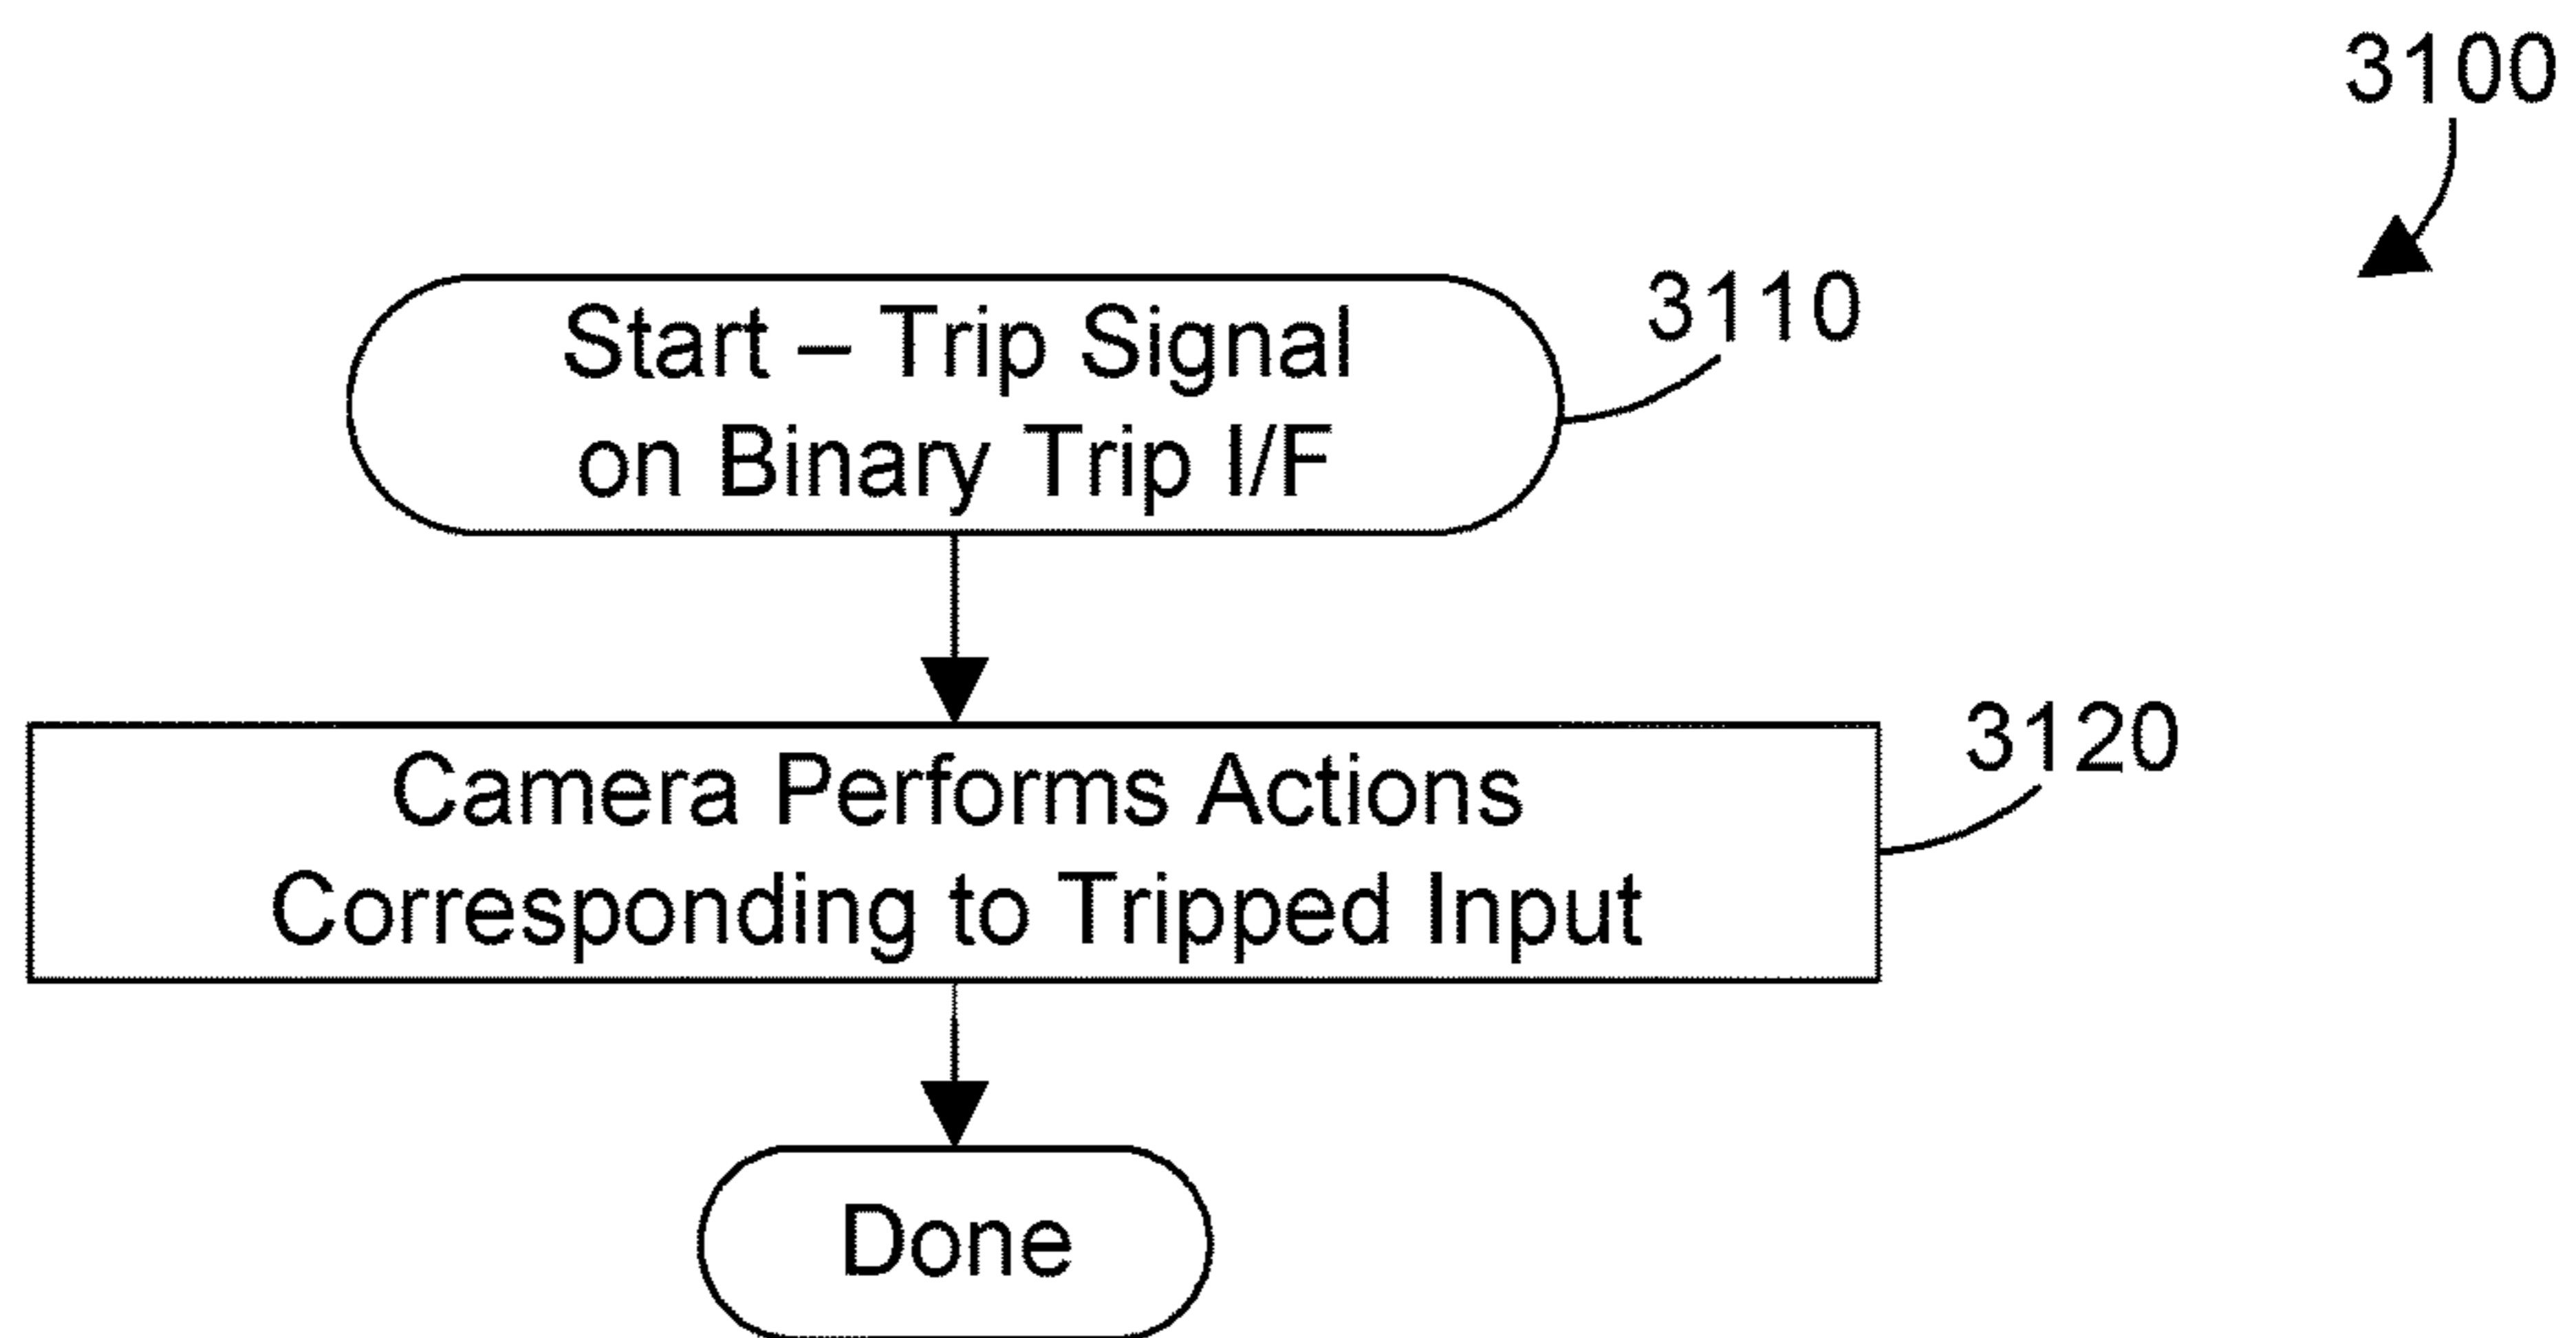 3100
Start – Trip Signal
on Binary Trip I/F
3110
Camera Performs Actions
Corresponding to Tripped Input
3120
Done